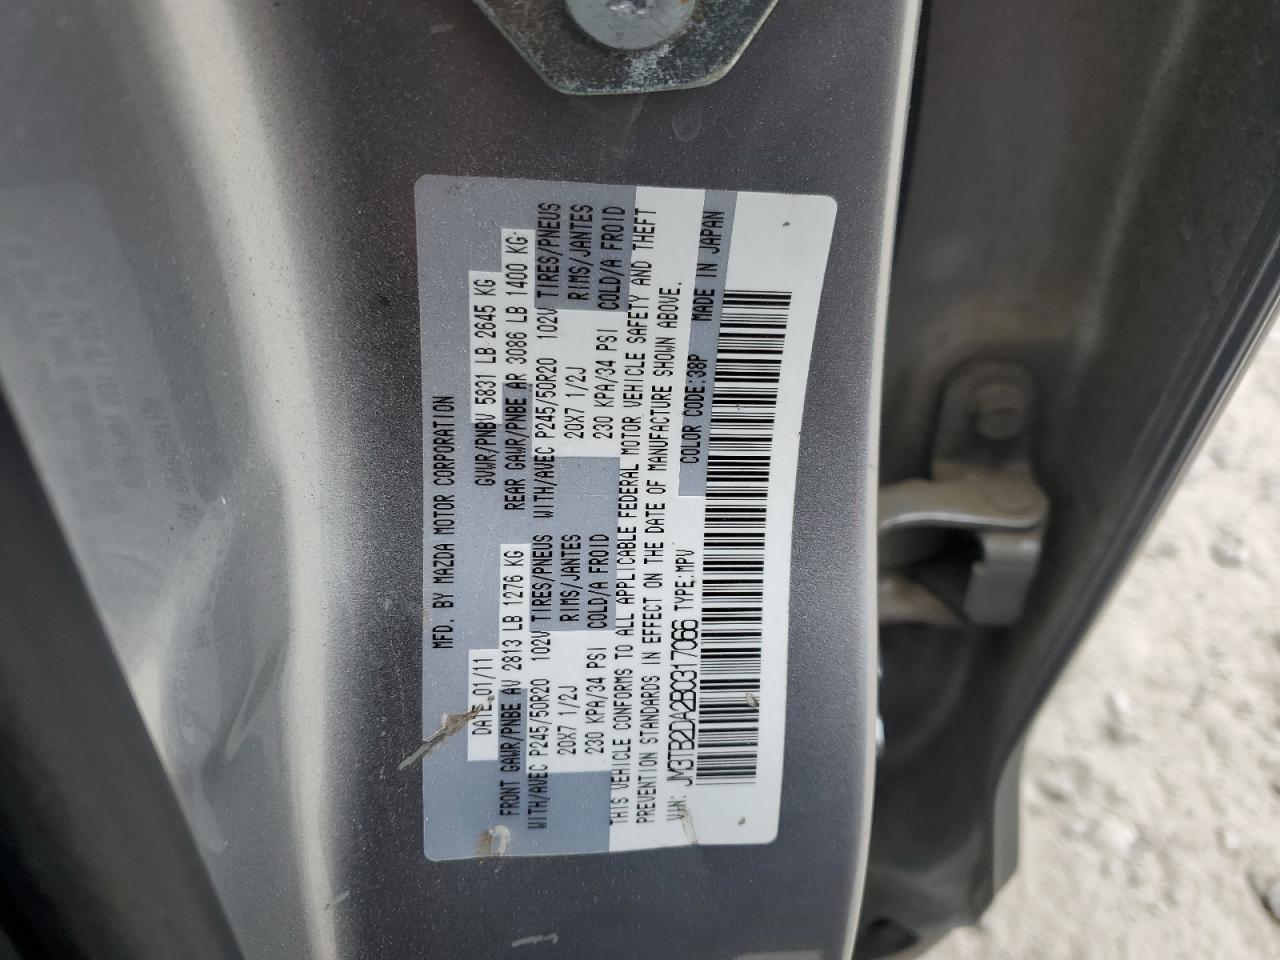 MFD. BY MAZDA MOTOR CORPORATION
DATE:01/11 GVWR/PNBV 5831 LB 2645 KG
FRONT GAWR/PNBE AV 2813 LB 1276 KG REAR GAWR/PNBE AR 3086 LB 1400 KG
WITH/AVEC P245/50R20 102V TIRES/PNEUS WITH/AVEC P245/50R20 102V TIRES/PNEUS
20X7 1/2J RIMS/JANTES 20X7 1/2J RIMS/JANTES
230 KPA/34 PSI COLD/A FROID 230 KPA/34 PSI COLD/A FROID
THIS VEHICLE CONFORMS TO ALL APPLICABLE FEDERAL MOTOR VEHICLE SAFETY AND THEFT
PREVENTION STANDARDS IN EFFECT ON THE DATE OF MANUFACTURE SHOWN ABOVE.
VIN: JM3TB2DA2B0317066 TYPE:MPV COLOR CODE:38P MADE IN JAPAN